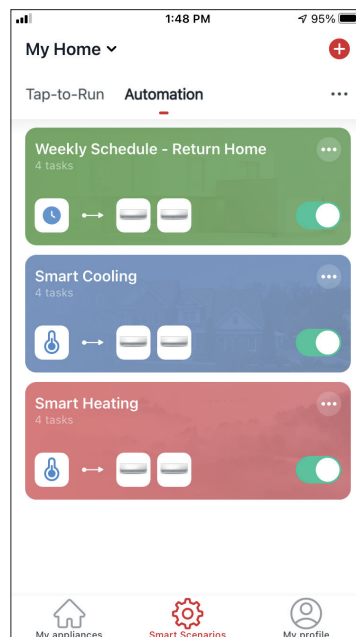 1:48 PM
95%
My Home
Tap-to-Run Automation
Weekly Schedule - Return Home
4 tasks
Smart Cooling
4 tasks
Smart Heating
4 tasks
My appliances Smart Scenarios My profile